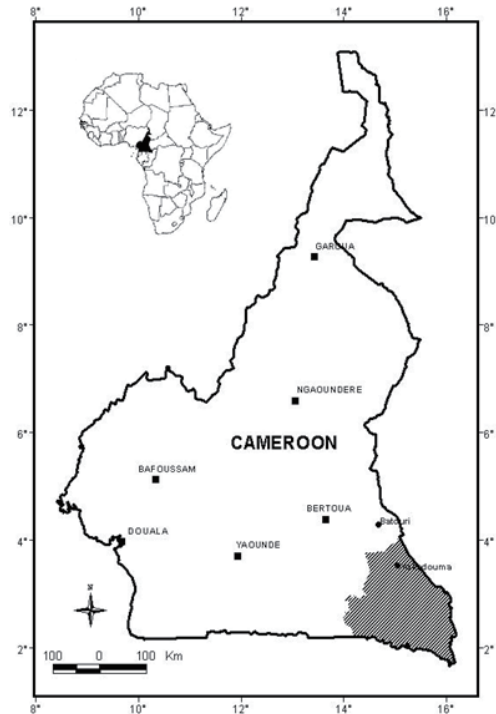 8° 10° 12° 14° 16°
12° 12°
10° 10°
GAROUA
8° 8°
NGAOUNDERE
6° 6°
CAMEROON
BAFOUSSAM
BERTOUA
Batouri
DOUALA
4° 4°
YAOUNDE
N
2° 2°
100 0 100 Km
8° 10° 12° 14° 16°